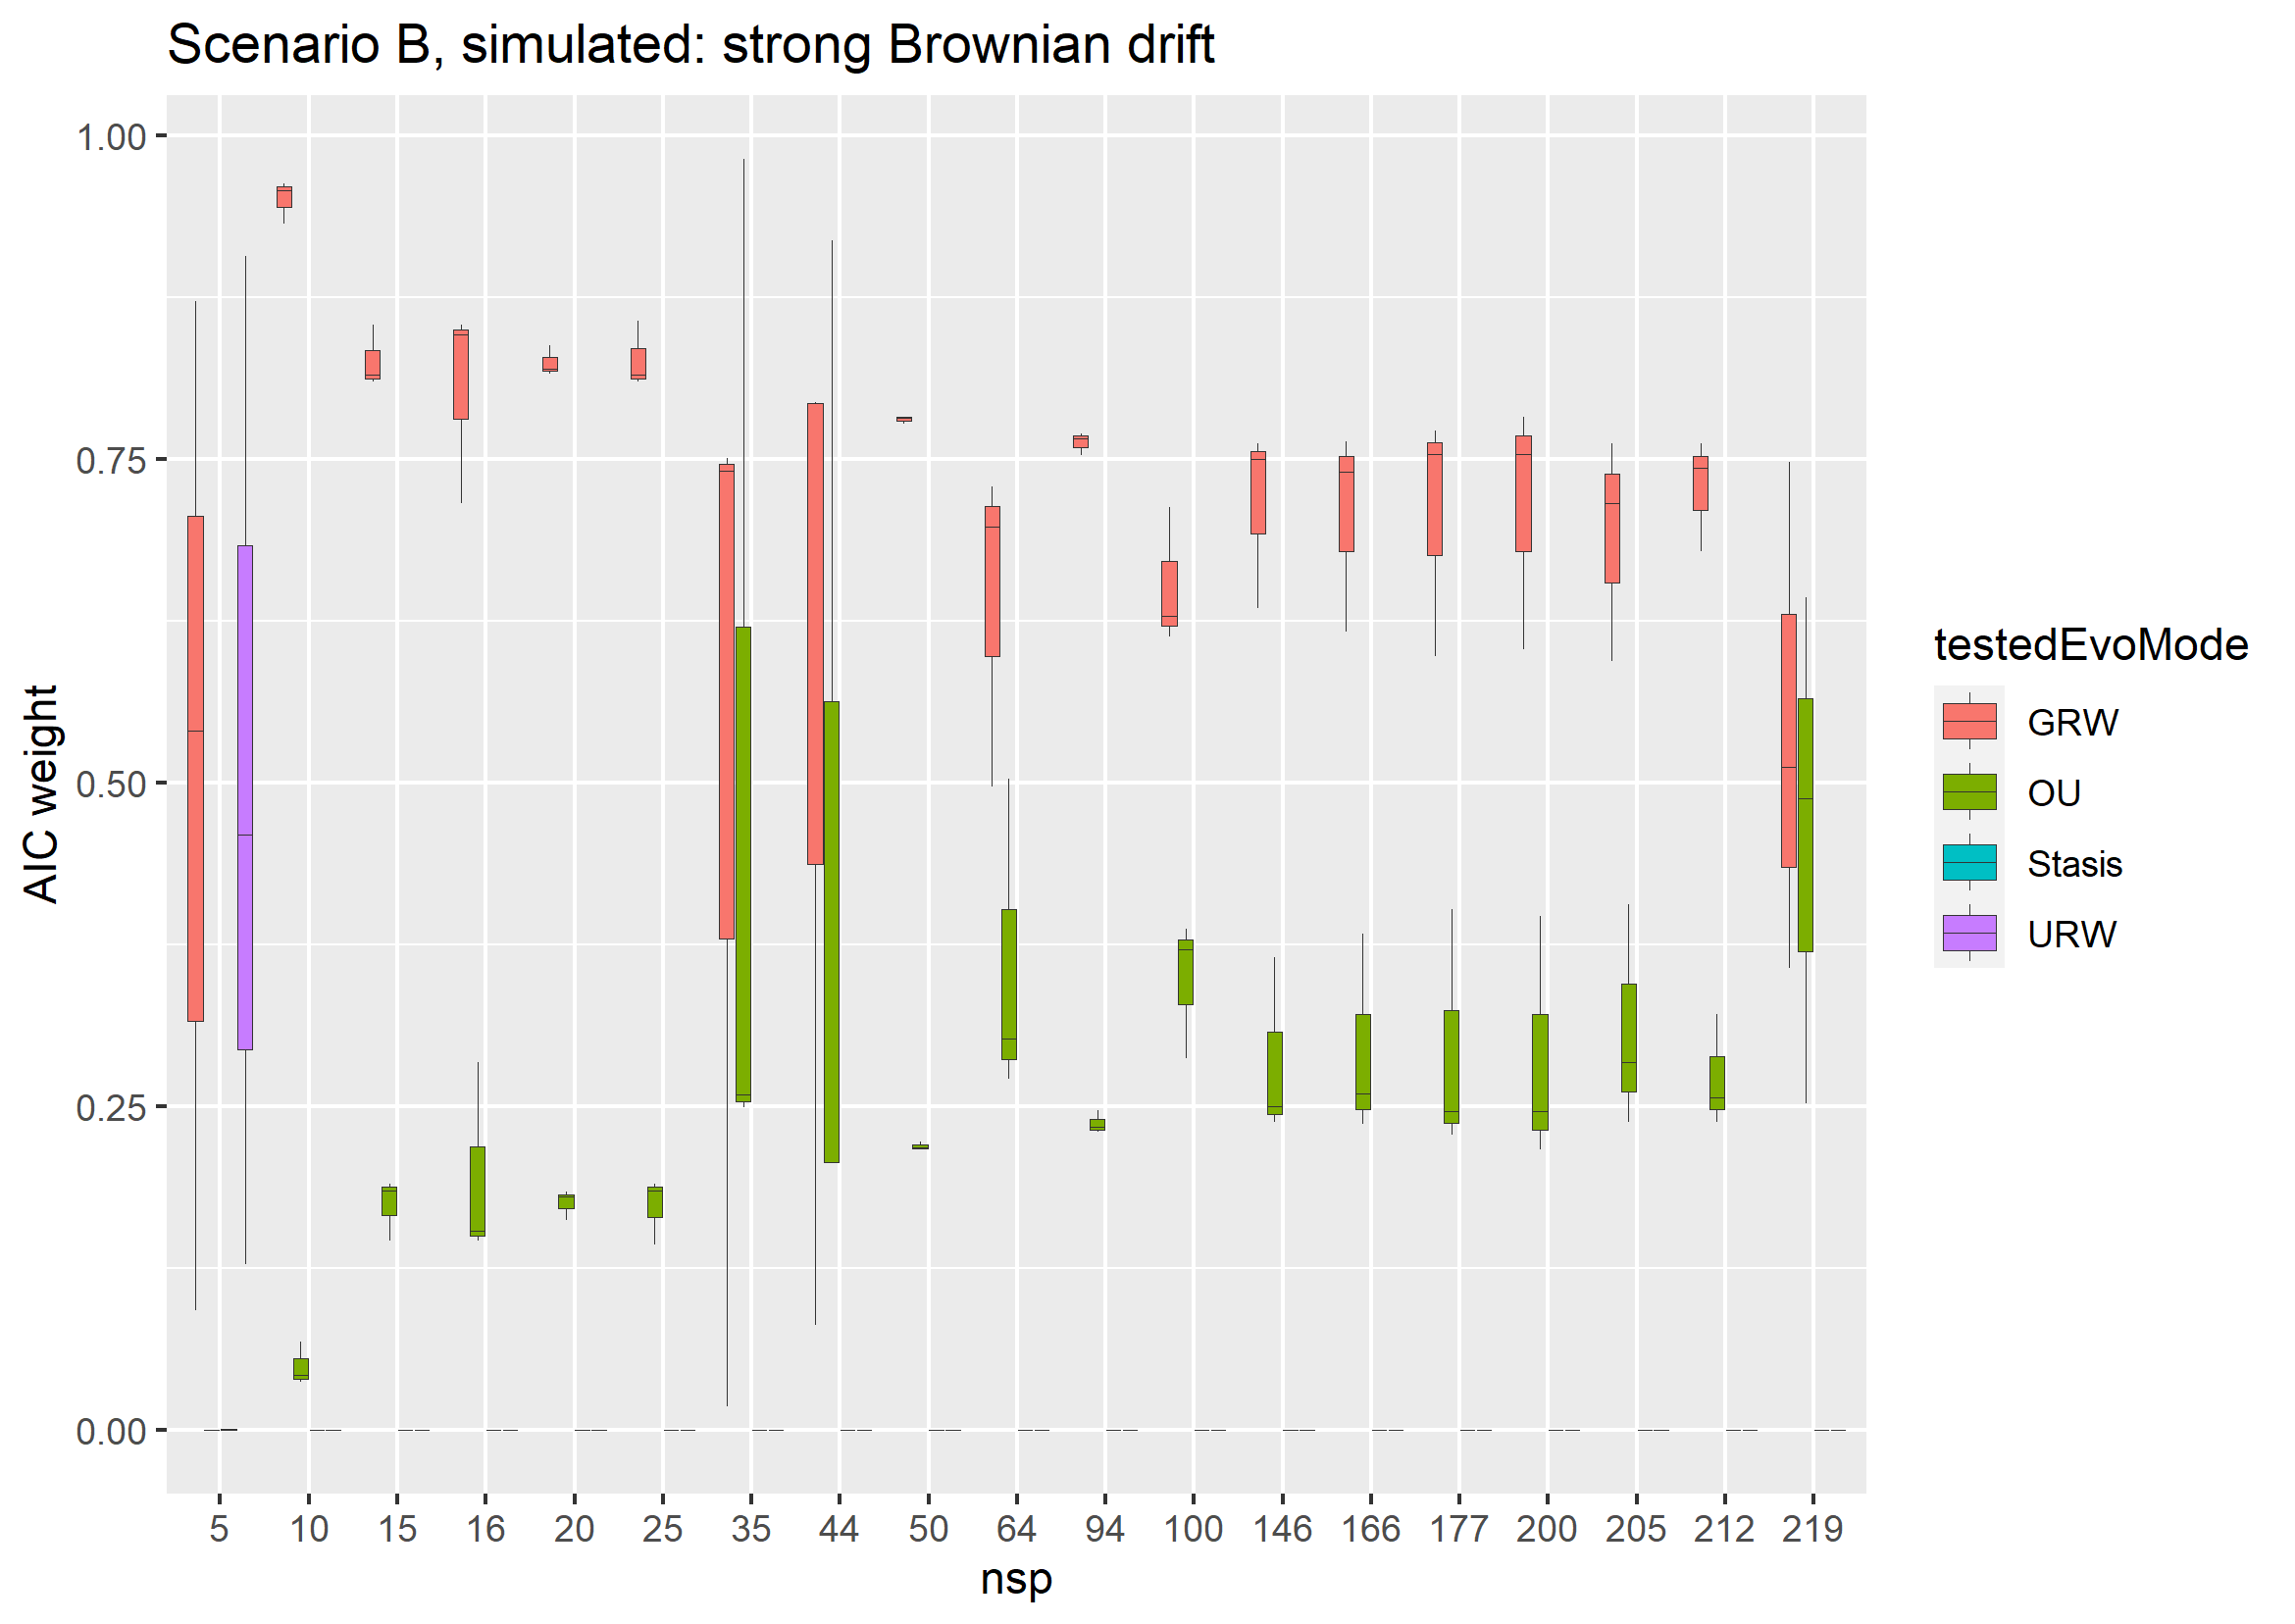 Scenario B, simulated: strong Brownian drift
AIC weight
1.00
0.75
0.50
0.25
0.00
5 10 15 16 20 25 35 44 50 64 94 100 146 166 177 200 205 212 219
nsp
testedEvoMode
GRW
OU
Stasis
URW